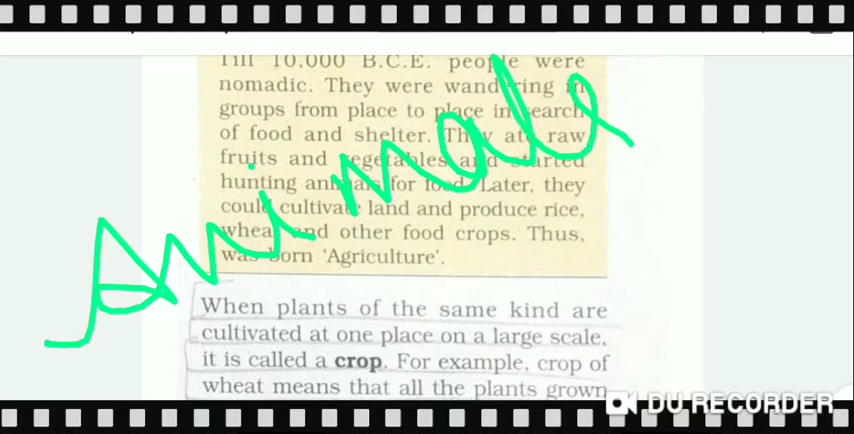 Till 10,000 B.C.E. people were
nomadic. They were wandering in
groups from place to place in search
of food and shelter. They ate raw
fruits and vegetables and started
hunting animals for food. Later, they
could cultivate land and produce rice,
wheat and other food crops. Thus,
was born ‘Agriculture’.
When plants of the same kind are
cultivated at one place on a large scale,
it is called a crop. For example, crop of
wheat means that all the plants grown
DU RECORDER